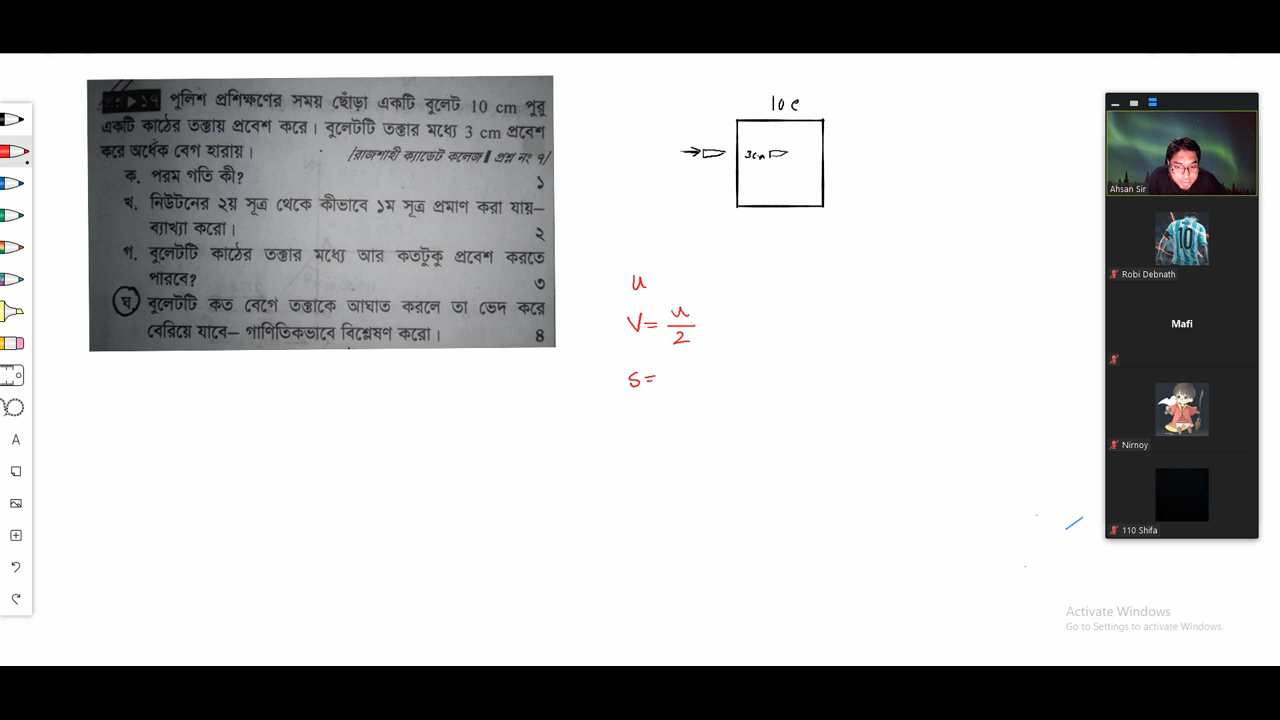 ▶ ১৭ পুলিশ প্রশিক্ষণের সময় ছোঁড়া একটি বুলেট 10 cm পুরু
একটি কাঠের তক্তায় প্রবেশ করে। বুলেটটি তক্তার মধ্যে 3 cm প্রবেশ
করে অর্ধেক বেগ হারায়। /রাজশাহী ক্যাডেট কলেজ। প্রশ্ন নং ৭/
ক. পরম গতি কী? ১
খ. নিউটনের ২য় সূত্র থেকে কীভাবে ১ম সূত্র প্রমাণ করা যায়–
ব্যাখ্যা করো। ২
গ. বুলেটটি কাঠের তক্তার মধ্যে আর কতটুকু প্রবেশ করতে
পারবে? ৩
ঘ. বুলেটটি কত বেগে তক্তাকে আঘাত করলে তা ভেদ করে
বেরিয়ে যাবে– গাণিতিকভাবে বিশ্লেষণ করো। ৪
10 c
3cm
u
v = u/2
s =
A
Ahsan Sir
10
Robi Debnath
Mafi
Nirnoy
110 Shifa
Activate Windows
Go to Settings to activate Windows.